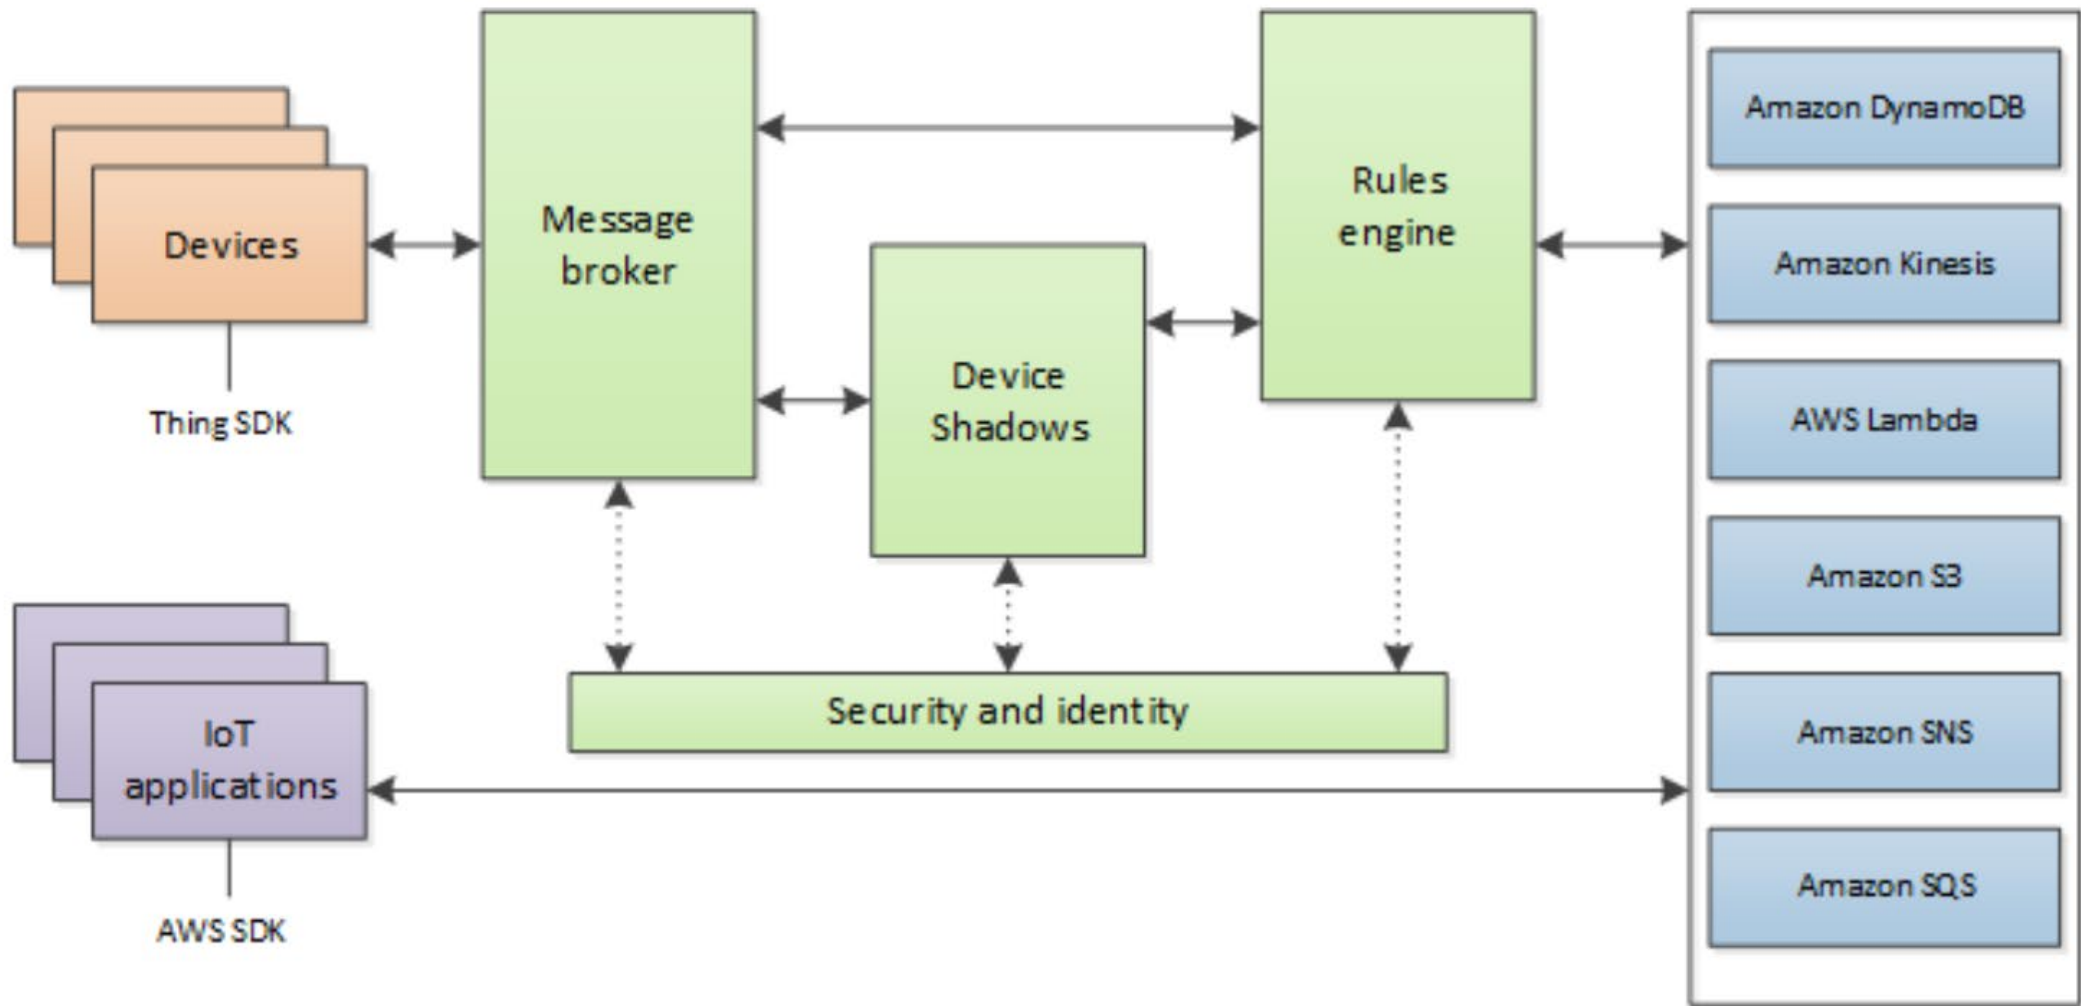 Devices
Thing SDK
Message
broker
Device
Shadows
Rules
engine
Security and identity
IoT
applications
AWS SDK
Amazon DynamoDB
Amazon Kinesis
AWS Lambda
Amazon S3
Amazon SNS
Amazon SQS